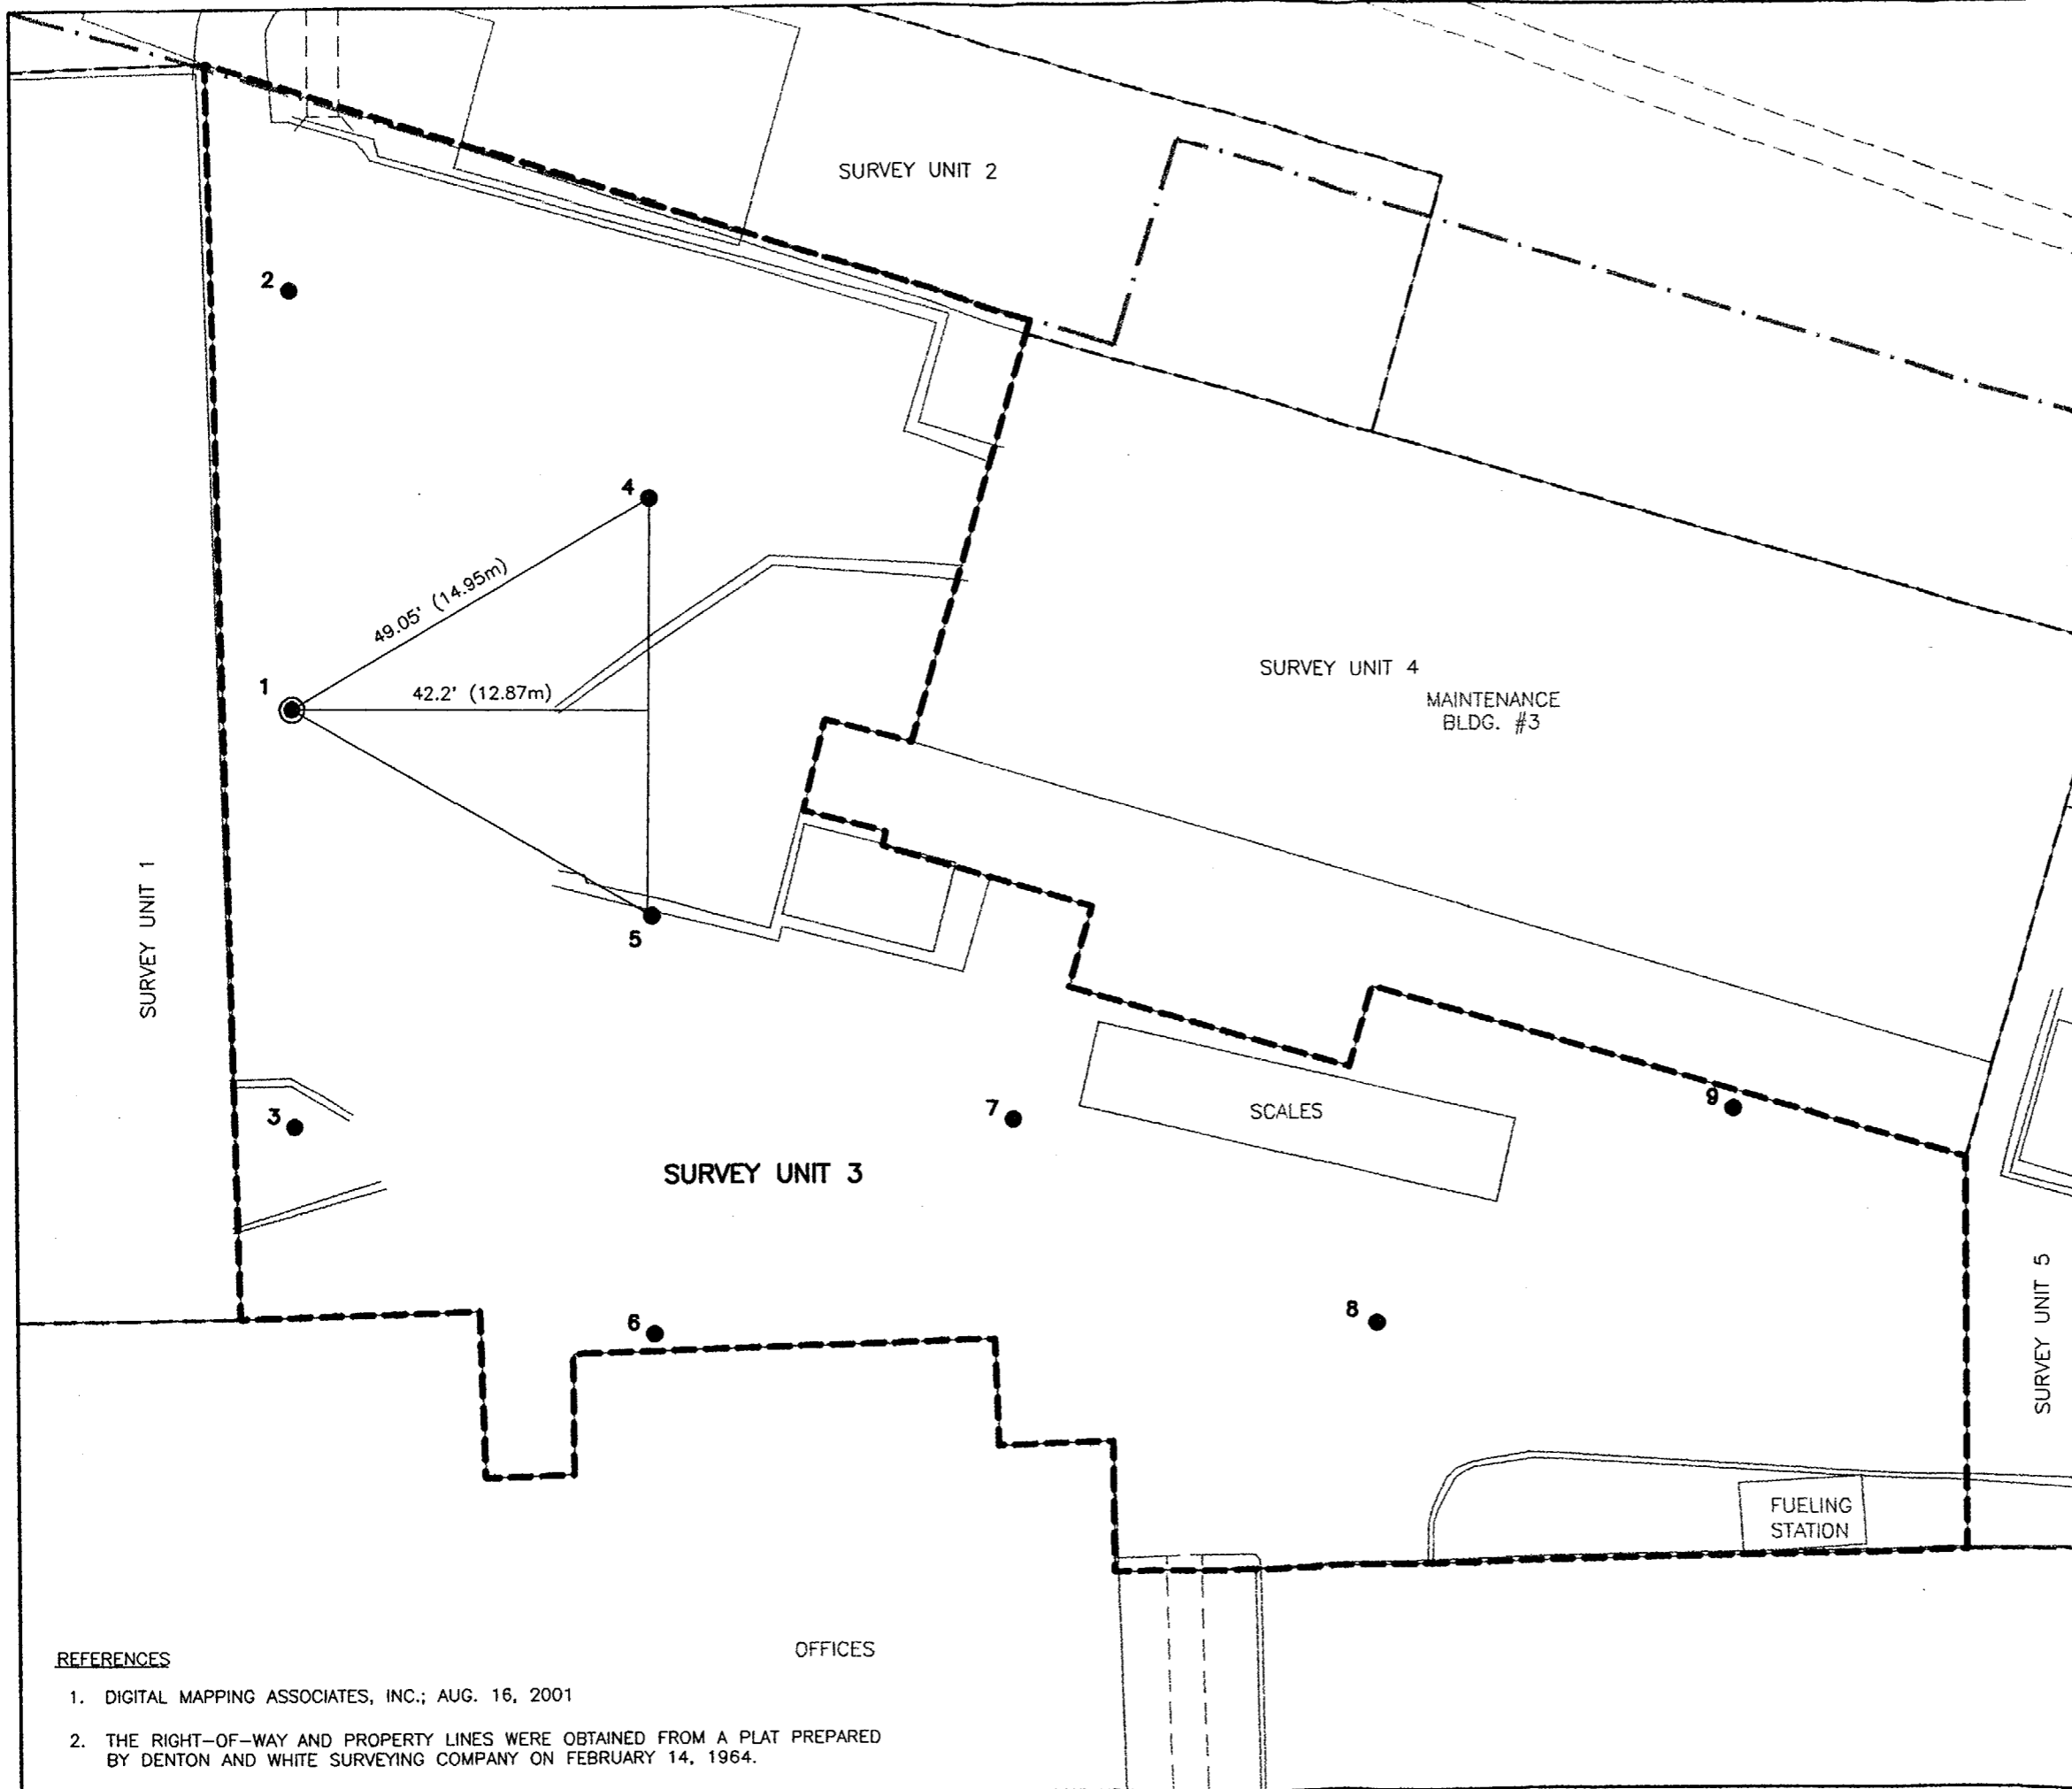 SURVEY UNIT 2
2
4
49.05' (14.95m)
SURVEY UNIT 4
1
42.2' (12.87m)
MAINTENANCE
BLDG. #3
SURVEY UNIT 1
5
9
7
SCALES
3
SURVEY UNIT 3
SURVEY UNIT 5
8
6
FUELING
STATION
OFFICES
REFERENCES
1. DIGITAL MAPPING ASSOCIATES, INC.; AUG. 16, 2001
2. THE RIGHT-OF-WAY AND PROPERTY LINES WERE OBTAINED FROM A PLAT PREPARED
BY DENTON AND WHITE SURVEYING COMPANY ON FEBRUARY 14, 1964.